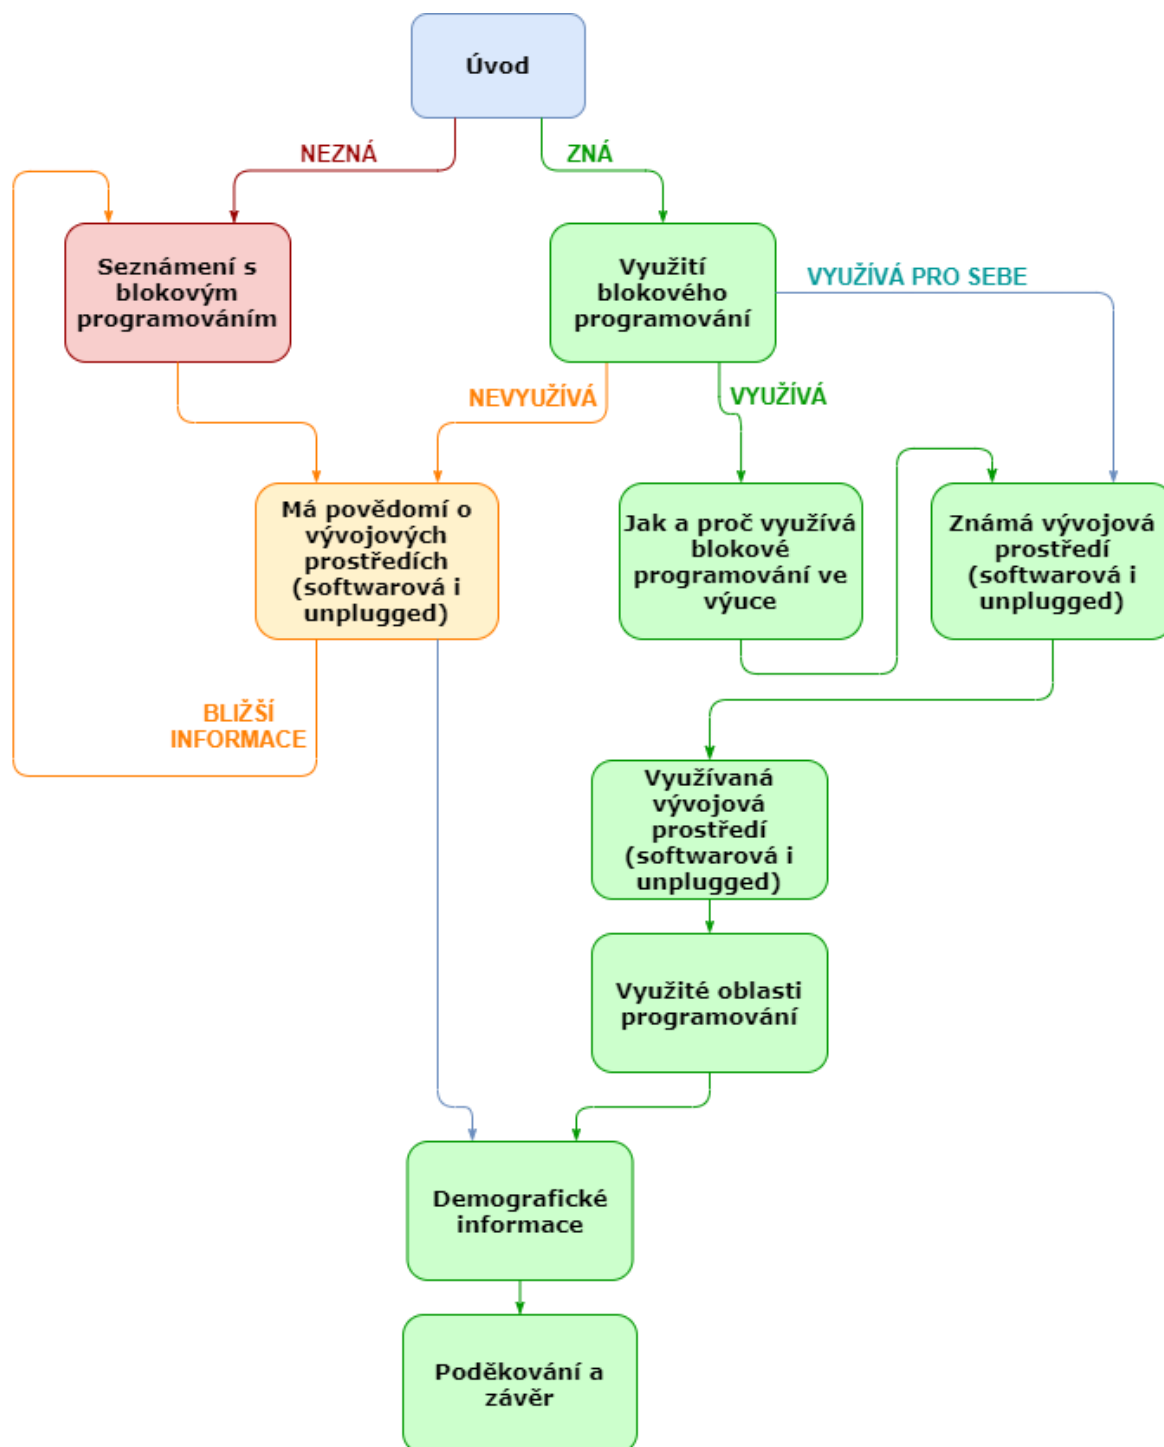 Úvod
NEZNÁ
ZNÁ
Seznámení s
blokovým
programováním
Využití
blokového
programování
VYUŽÍVÁ PRO SEBE
NEVYUŽÍVÁ
VYUŽÍVÁ
Má povědomí o
vývojových
prostředích
(softwarová i
unplugged)
Jak a proč využívá
blokové
programování ve
výuce
Známá vývojová
prostředí
(softwarová i
unplugged)
BLIŽŠÍ
INFORMACE
Využívaná
vývojová
prostředí
(softwarová i
unplugged)
Využité oblasti
programování
Demografické
informace
Poděkování a
závěr